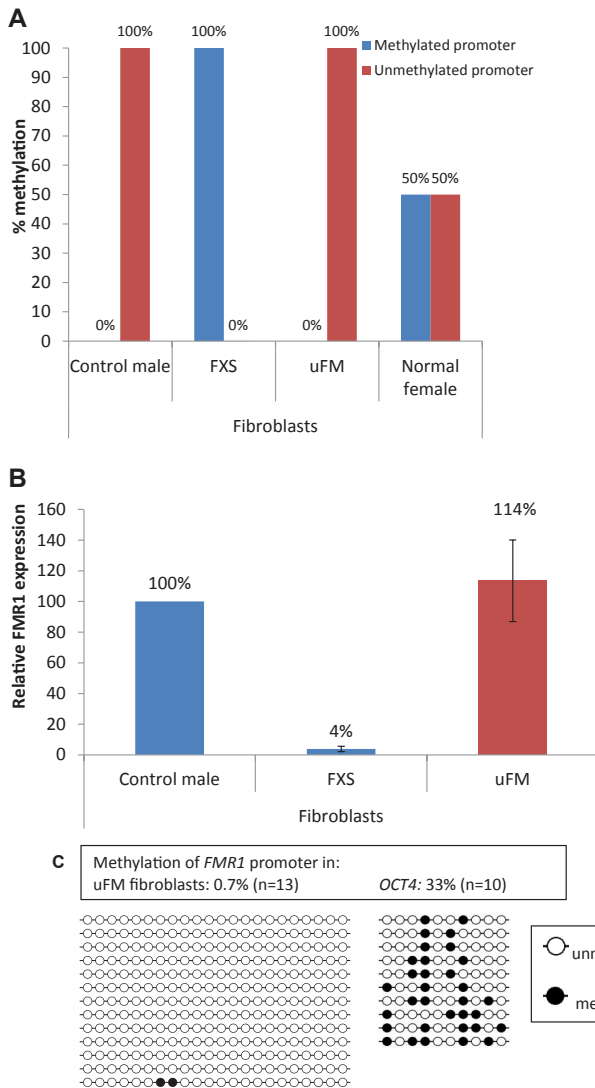 A
100%
100%
100%
Methylated promoter
Unmethylated promoter
100
90
80
70
60
50
40
30
20
10
0
% methylation
50%
50%
0%
0%
0%
Control male
FXS
uFM
Normal female
Fibroblasts
B
160
140
120
100
80
60
40
20
0
Relative FMR1 expression
100%
4%
114%
Control male
FXS
uFM
Fibroblasts
C
Methylation of FMR1 promoter in:
uFM fibroblasts: 0.7% (n=13) OCT4: 33% (n=10)
unm
me